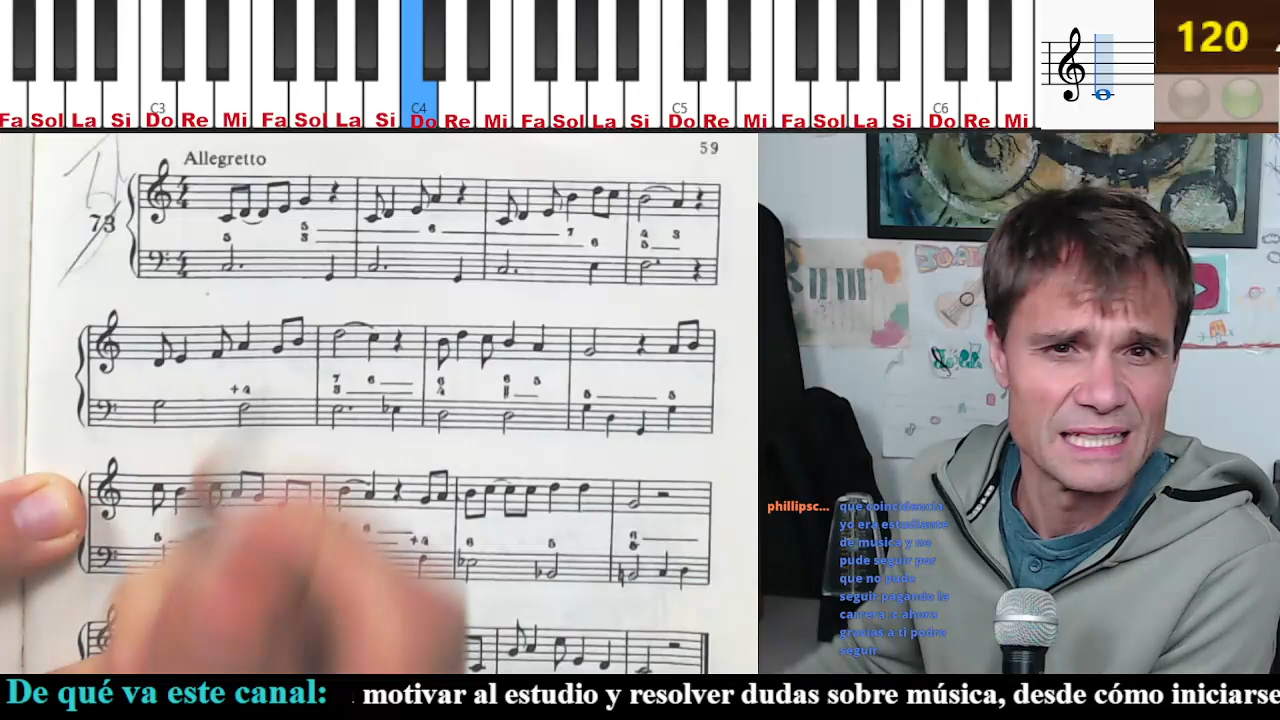 C3 C4 C5 C6
Fa Sol La Si Do Re Mi Fa Sol La Si Do Re Mi Fa Sol La Si Do Re Mi Fa Sol La Si Do Re Mi
120
59
Allegretto
73
phillipsc... que coincidencia
yo era estudiante
de musica y no
pude seguir por
que no pude
seguir pagando la
carrera :c ahora
gracias a ti podre
seguir
De qué va este canal: motivar al estudio y resolver dudas sobre música, desde cómo iniciarse